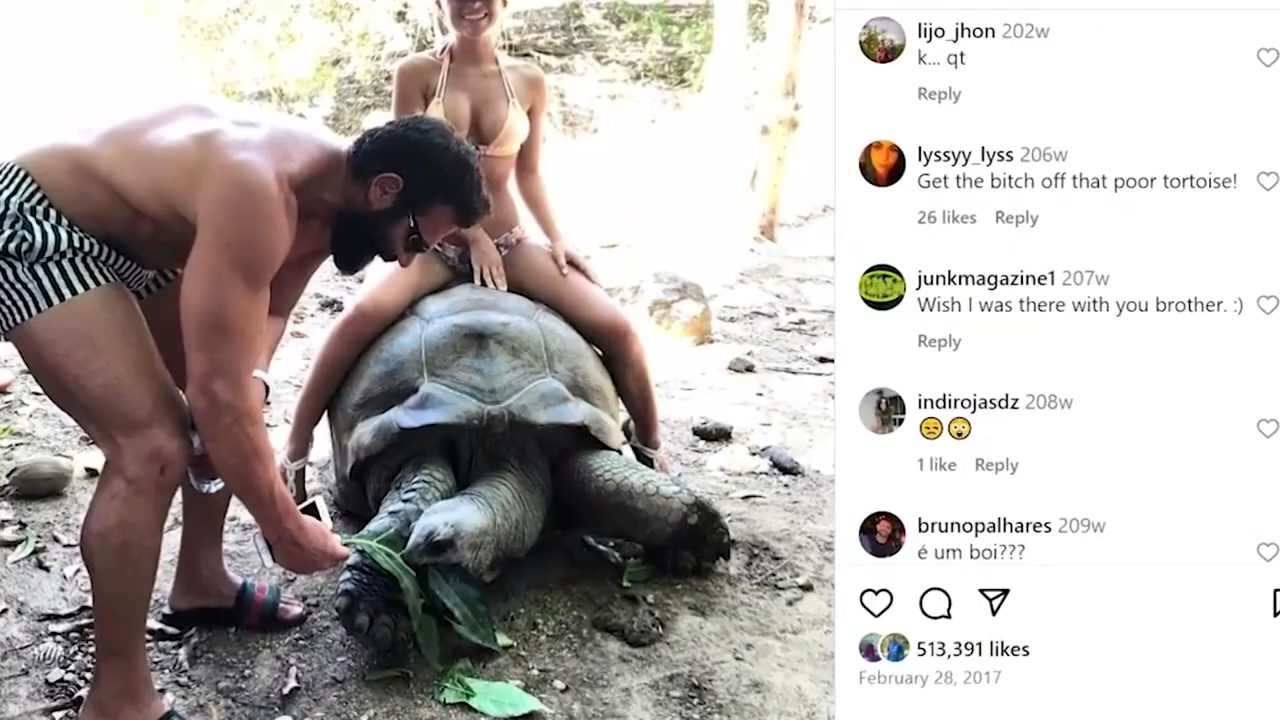 lijo_jhon 202w
k... qt
Reply
lyssyy_lyss 206w
Get the bitch off that poor tortoise!
26 likes Reply
junkmagazine1 207w
Wish I was there with you brother. :)
Reply
indirojasdz 208w
😒😲
1 like Reply
brunopalhares 209w
é um boi???
513,391 likes
February 28, 2017